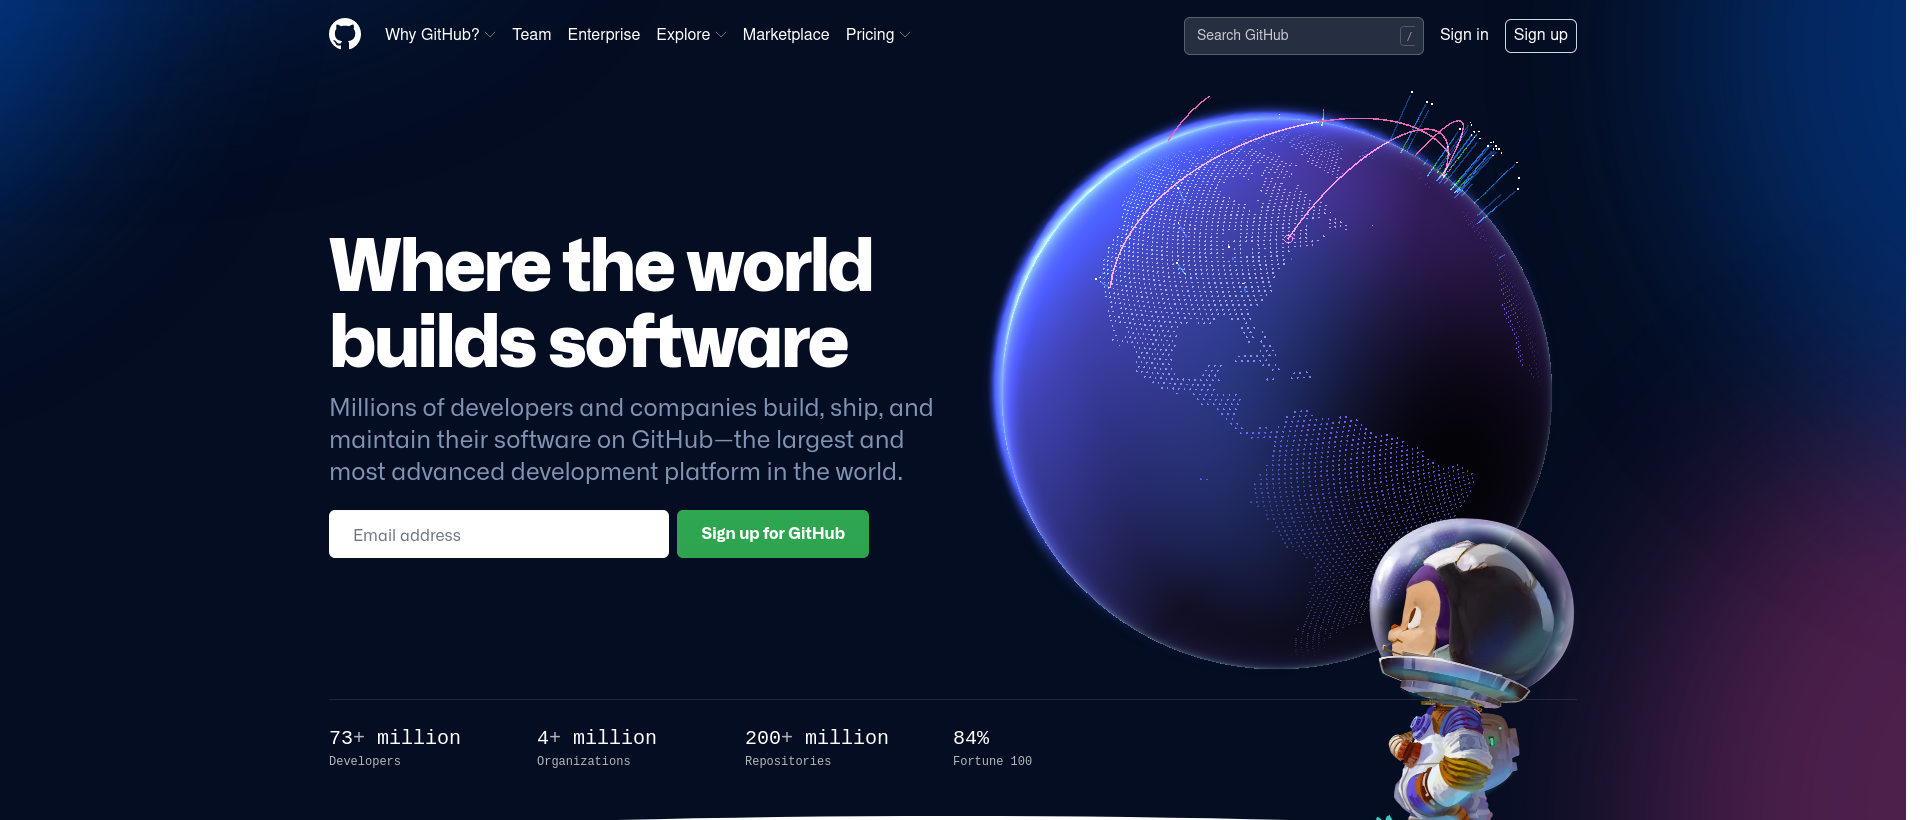 Why GitHub? Team Enterprise Explore Marketplace Pricing Search GitHub / Sign in Sign up
Where the world
builds software
Millions of developers and companies build, ship, and
maintain their software on GitHub—the largest and
most advanced development platform in the world.
Email address Sign up for GitHub
73+ million 4+ million 200+ million 84%
Developers Organizations Repositories Fortune 100